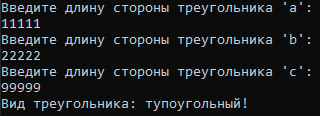 Введите длину стороны треугольника 'a':
11111
Введите длину стороны треугольника 'b':
22222
Введите длину стороны треугольника 'c':
99999
Вид треугольника: тупоугольный!